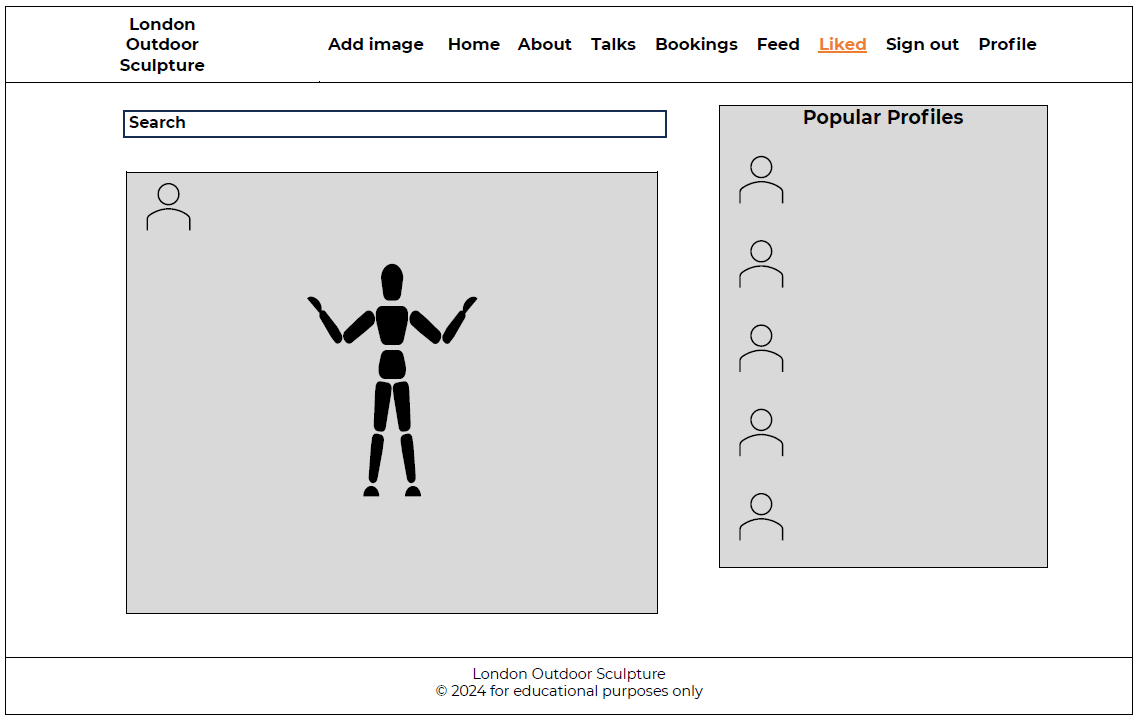 London
Outdoor
Sculpture
Add image Home About Talks Bookings Feed Liked Sign out Profile
Search
Popular Profiles
London Outdoor Sculpture
© 2024 for educational purposes only